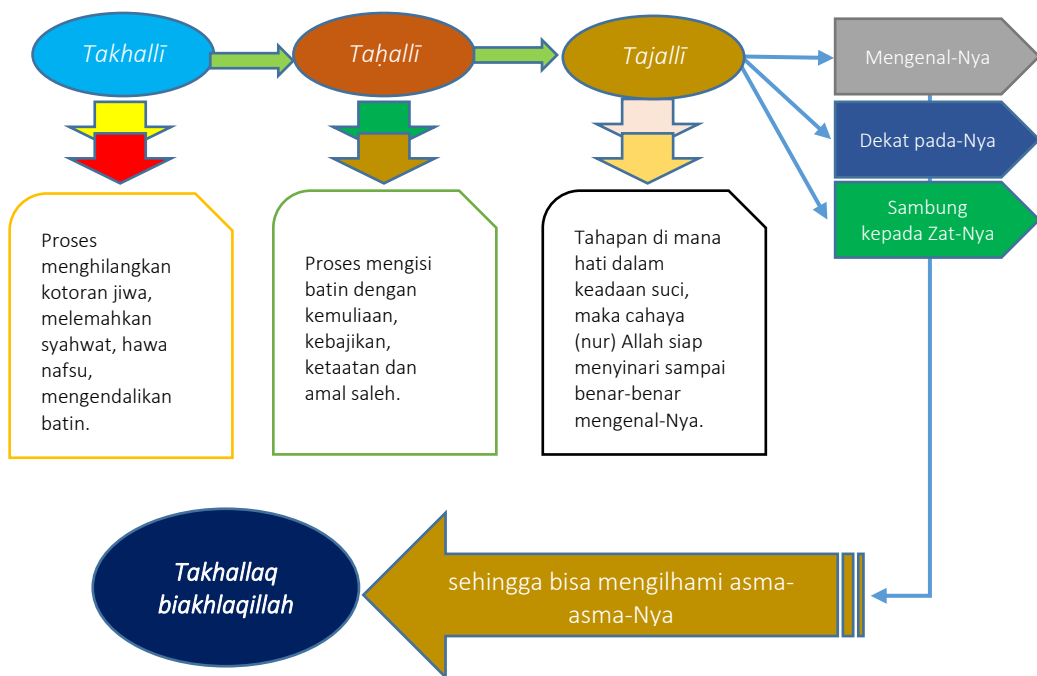 Takhallī
Taḥallī
Tajallī
Mengenal-Nya
Dekat pada-Nya
Sambung
kepada Zat-Nya
Proses
menghilangkan
kotoran jiwa,
melemahkan
syahwat, hawa
nafsu,
mengendalikan
batin.
Proses mengisi
batin dengan
kemuliaan,
kebajikan,
ketaatan dan
amal saleh.
Tahapan di mana
hati dalam
keadaan suci,
maka cahaya
(nur) Allah siap
menyinari sampai
benar-benar
mengenal-Nya.
Takhallaq
biakhlaqillah
sehingga bisa mengilhami asma-
asma-Nya